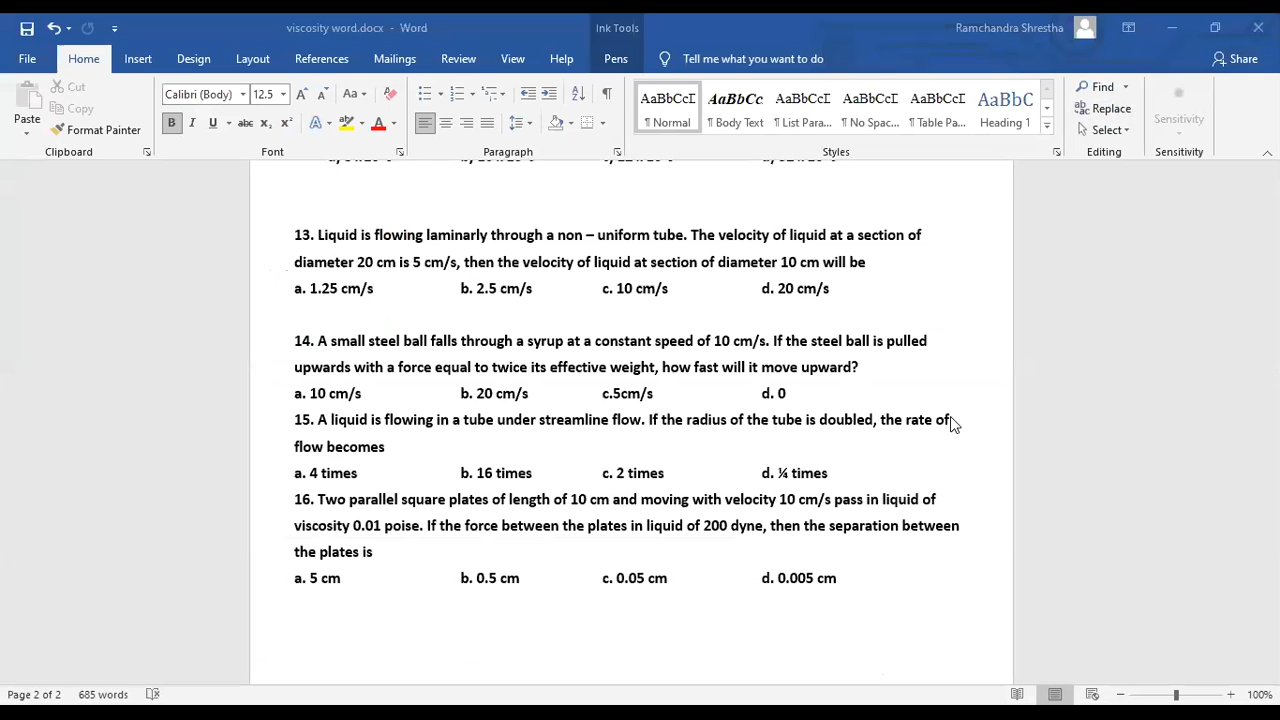 viscosity word.docx - Word
Ink Tools
Ramchandra Shrestha
File Home Insert Design Layout References Mailings Review View Help Pens Tell me what you want to do Share
Paste
Cut
Copy
Format Painter
Clipboard
Calibri (Body) 12.5
Font
Paragraph
AaBbCcD AaBbCc AaBbCcD AaBbCcD AaBbCcD AaBbC
¶ Normal ¶ Body Text ¶ List Para... ¶ No Spac... ¶ Table Pa... Heading 1
Styles
Find
Replace
Select
Editing
Sensitivity
Sensitivity
13. Liquid is flowing laminarly through a non – uniform tube. The velocity of liquid at a section of
diameter 20 cm is 5 cm/s, then the velocity of liquid at section of diameter 10 cm will be
a. 1.25 cm/s b. 2.5 cm/s c. 10 cm/s d. 20 cm/s
14. A small steel ball falls through a syrup at a constant speed of 10 cm/s. If the steel ball is pulled
upwards with a force equal to twice its effective weight, how fast will it move upward?
a. 10 cm/s b. 20 cm/s c.5cm/s d. 0
15. A liquid is flowing in a tube under streamline flow. If the radius of the tube is doubled, the rate of
flow becomes
a. 4 times b. 16 times c. 2 times d. ¼ times
16. Two parallel square plates of length of 10 cm and moving with velocity 10 cm/s pass in liquid of
viscosity 0.01 poise. If the force between the plates in liquid of 200 dyne, then the separation between
the plates is
a. 5 cm b. 0.5 cm c. 0.05 cm d. 0.005 cm
Page 2 of 2 685 words
100%